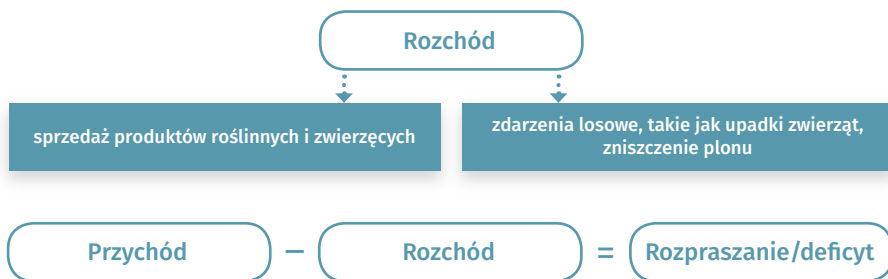 Rozchód
sprzedaż produktów roślinnych i zwierzęcych
zdarzenia losowe, takie jak upadki zwierząt,
zniszczenie plonu
Przychód – Rozchód = Rozpraszanie/deficyt